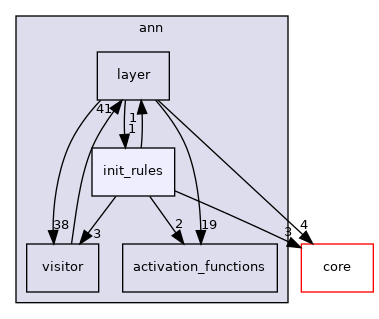 ann
layer
41
1
1
init_rules
38
3
2
19
3
4
visitor
activation_functions
core